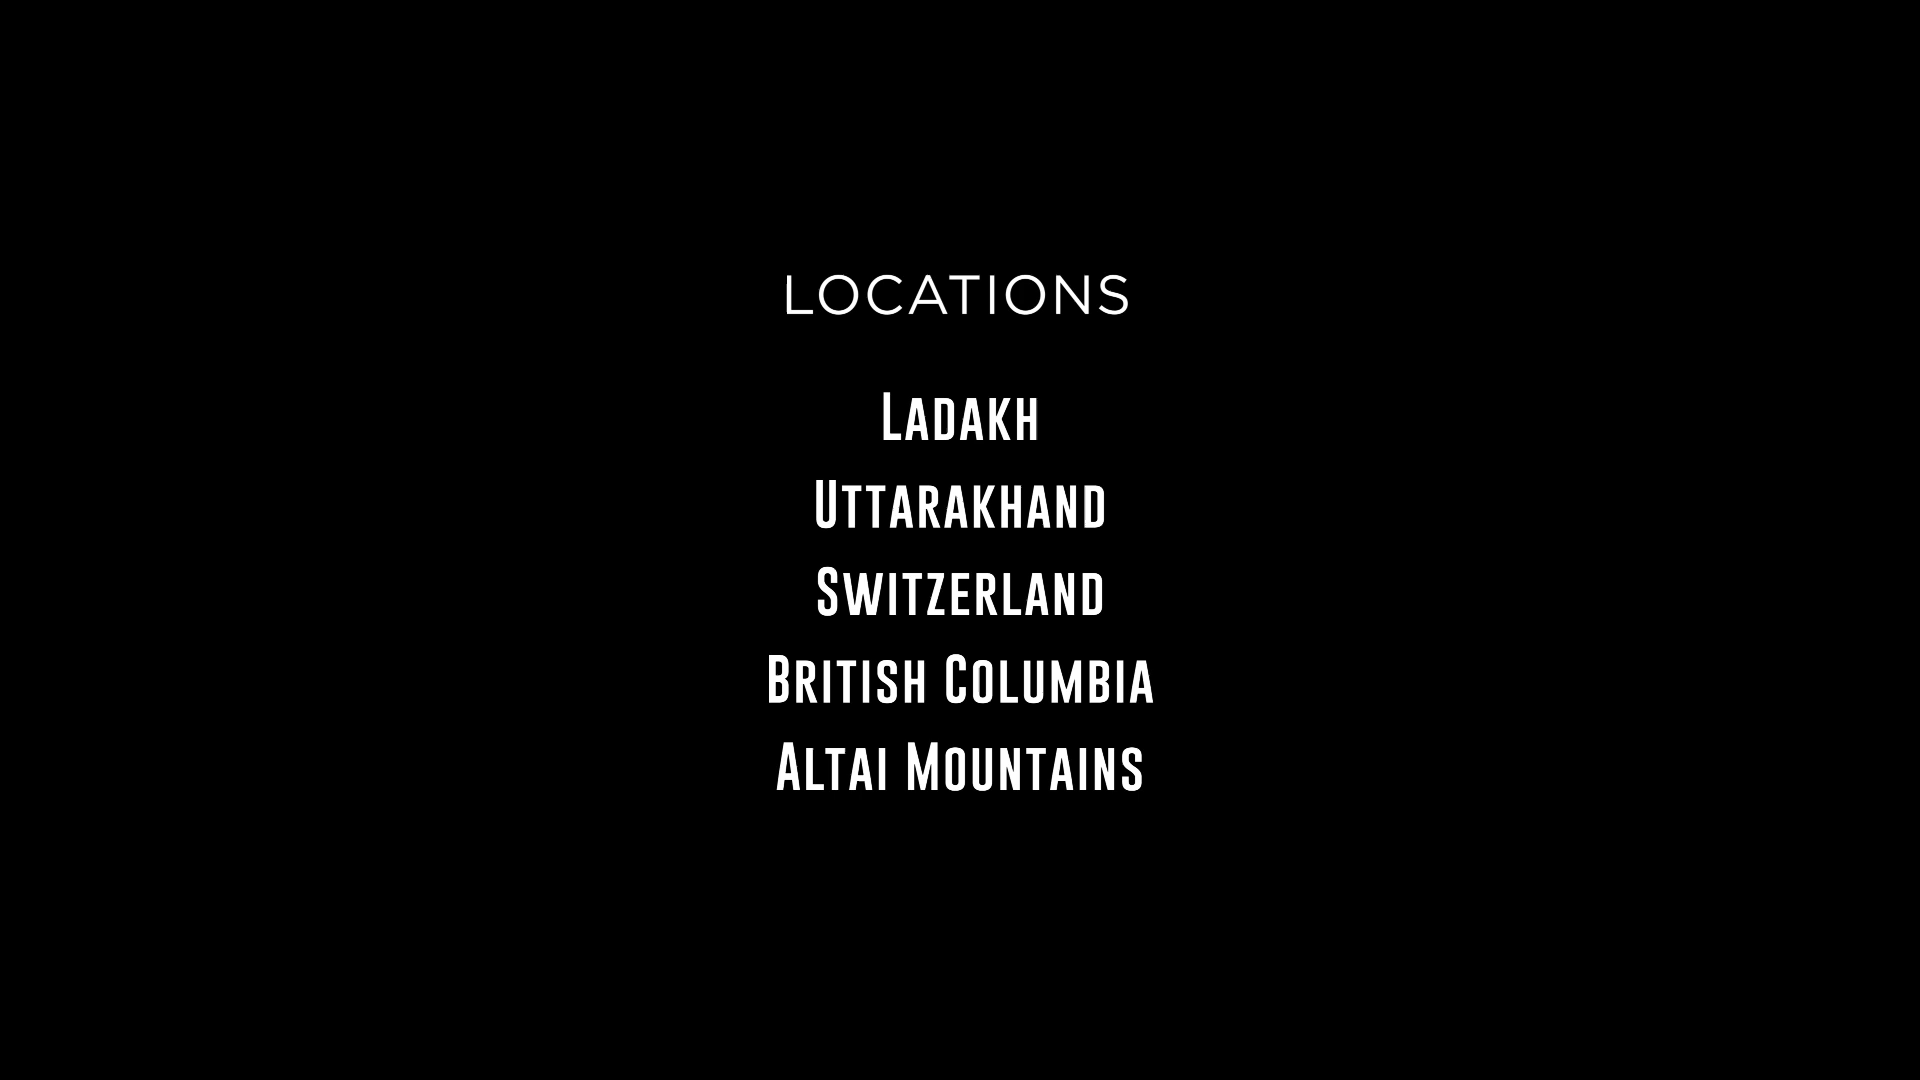 LOCATIONS
LADAKH
UTTARAKHAND
SWITZERLAND
BRITISH COLUMBIA
ALTAI MOUNTAINS